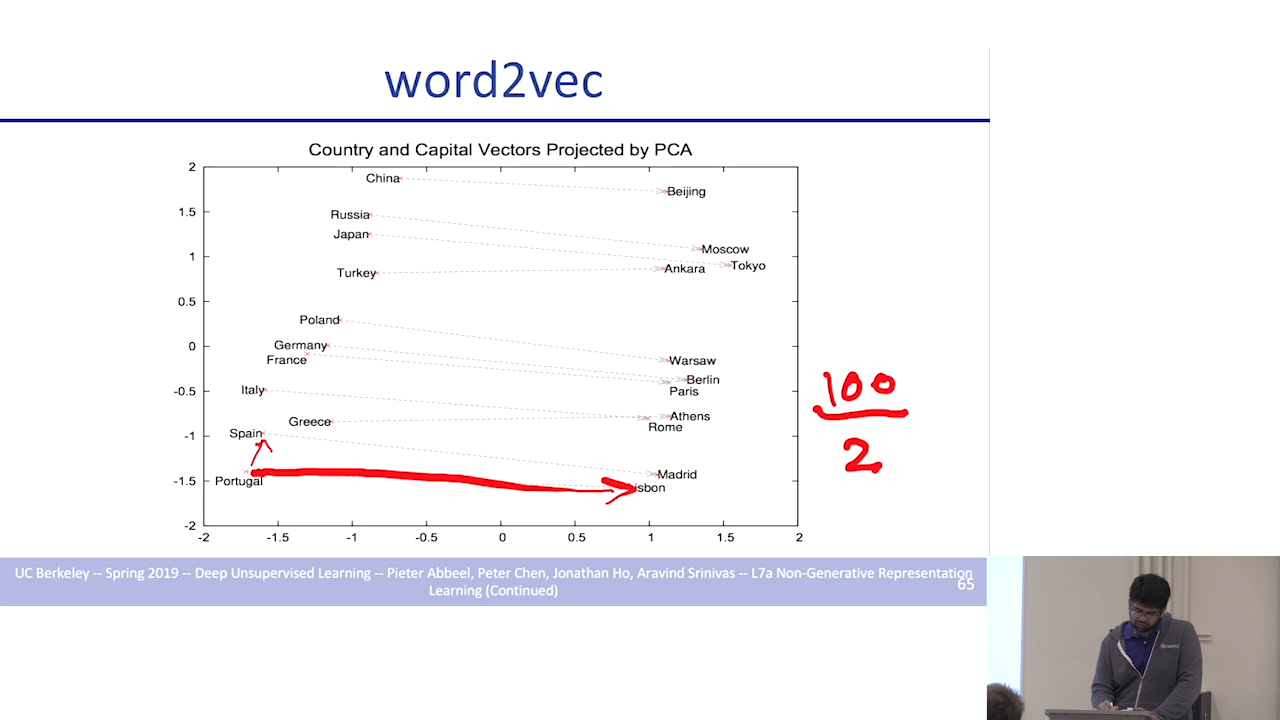 word2vec
Country and Capital Vectors Projected by PCA
2
1.5
1
0.5
0
-0.5
-1
-1.5
-2
-2
-1.5
-1
-0.5
0
0.5
1
1.5
2
China
Beijing
Russia
Moscow
Japan
Tokyo
Turkey
Ankara
Poland
Warsaw
Germany
Berlin
France
Paris
Italy
Rome
Greece
Athens
Spain
Madrid
Portugal
Lisbon
100
2
UC Berkeley -- Spring 2019 -- Deep Unsupervised Learning -- Pieter Abbeel, Peter Chen, Jonathan Ho, Aravind Srinivas -- L7a Non-Generative Representation
Learning (Continued)
65